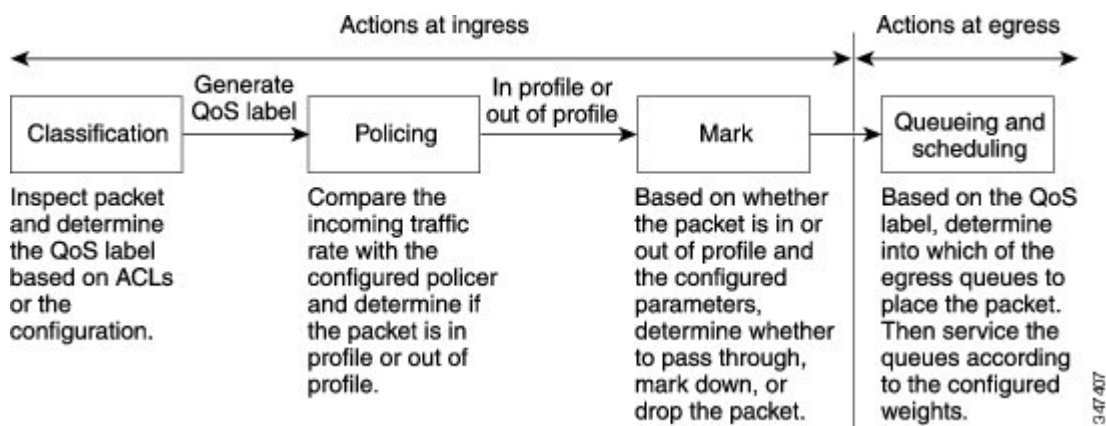 Actions at ingress
Actions at egress
Generate
QoS label
In profile or
out of profile
Classification
Policing
Mark
Queueing and
scheduling
Inspect packet
and determine
the QoS label
based on ACLs
or the
configuration.
Compare the
incoming traffic
rate with the
configured policer
and determine if
the packet is in
profile or out of
profile.
Based on whether
the packet is in or
out of profile and
the configured
parameters,
determine whether
to pass through,
mark down, or
drop the packet.
Based on the QoS
label, determine
into which of the
egress queues to
place the packet.
Then service the
queues according
to the configured
weights.
347407